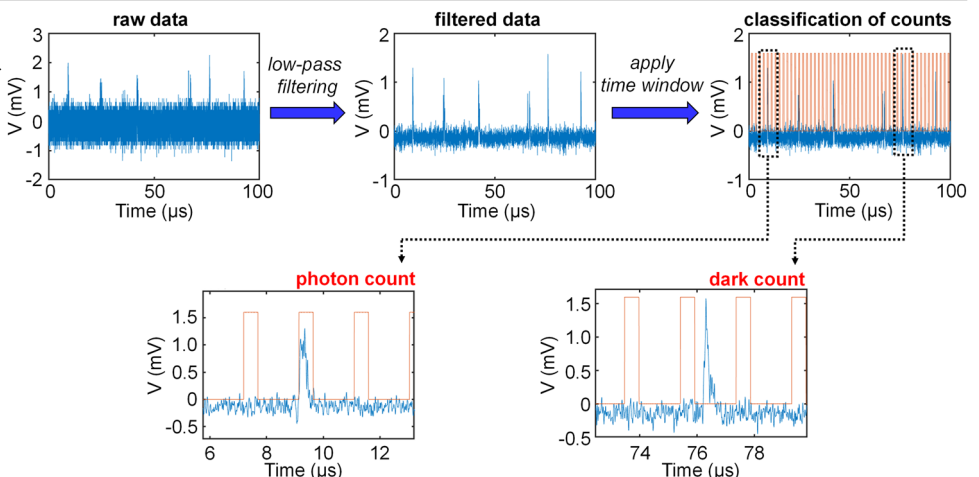 raw data
3
2
1
0
-1
-2
V (mV)
0 50 100
Time (µs)
low-pass
filtering
filtered data
2
1
0
-1
V (mV)
0 50 100
Time (µs)
apply
time window
classification of counts
2
1
0
-1
V (mV)
0 50 100
Time (µs)
photon count
1.5
1.0
0.5
0
-0.5
V (mV)
6 8 10 12
Time (µs)
dark count
1.5
1.0
0.5
0
-0.5
V (mV)
74 76 78
Time (µs)